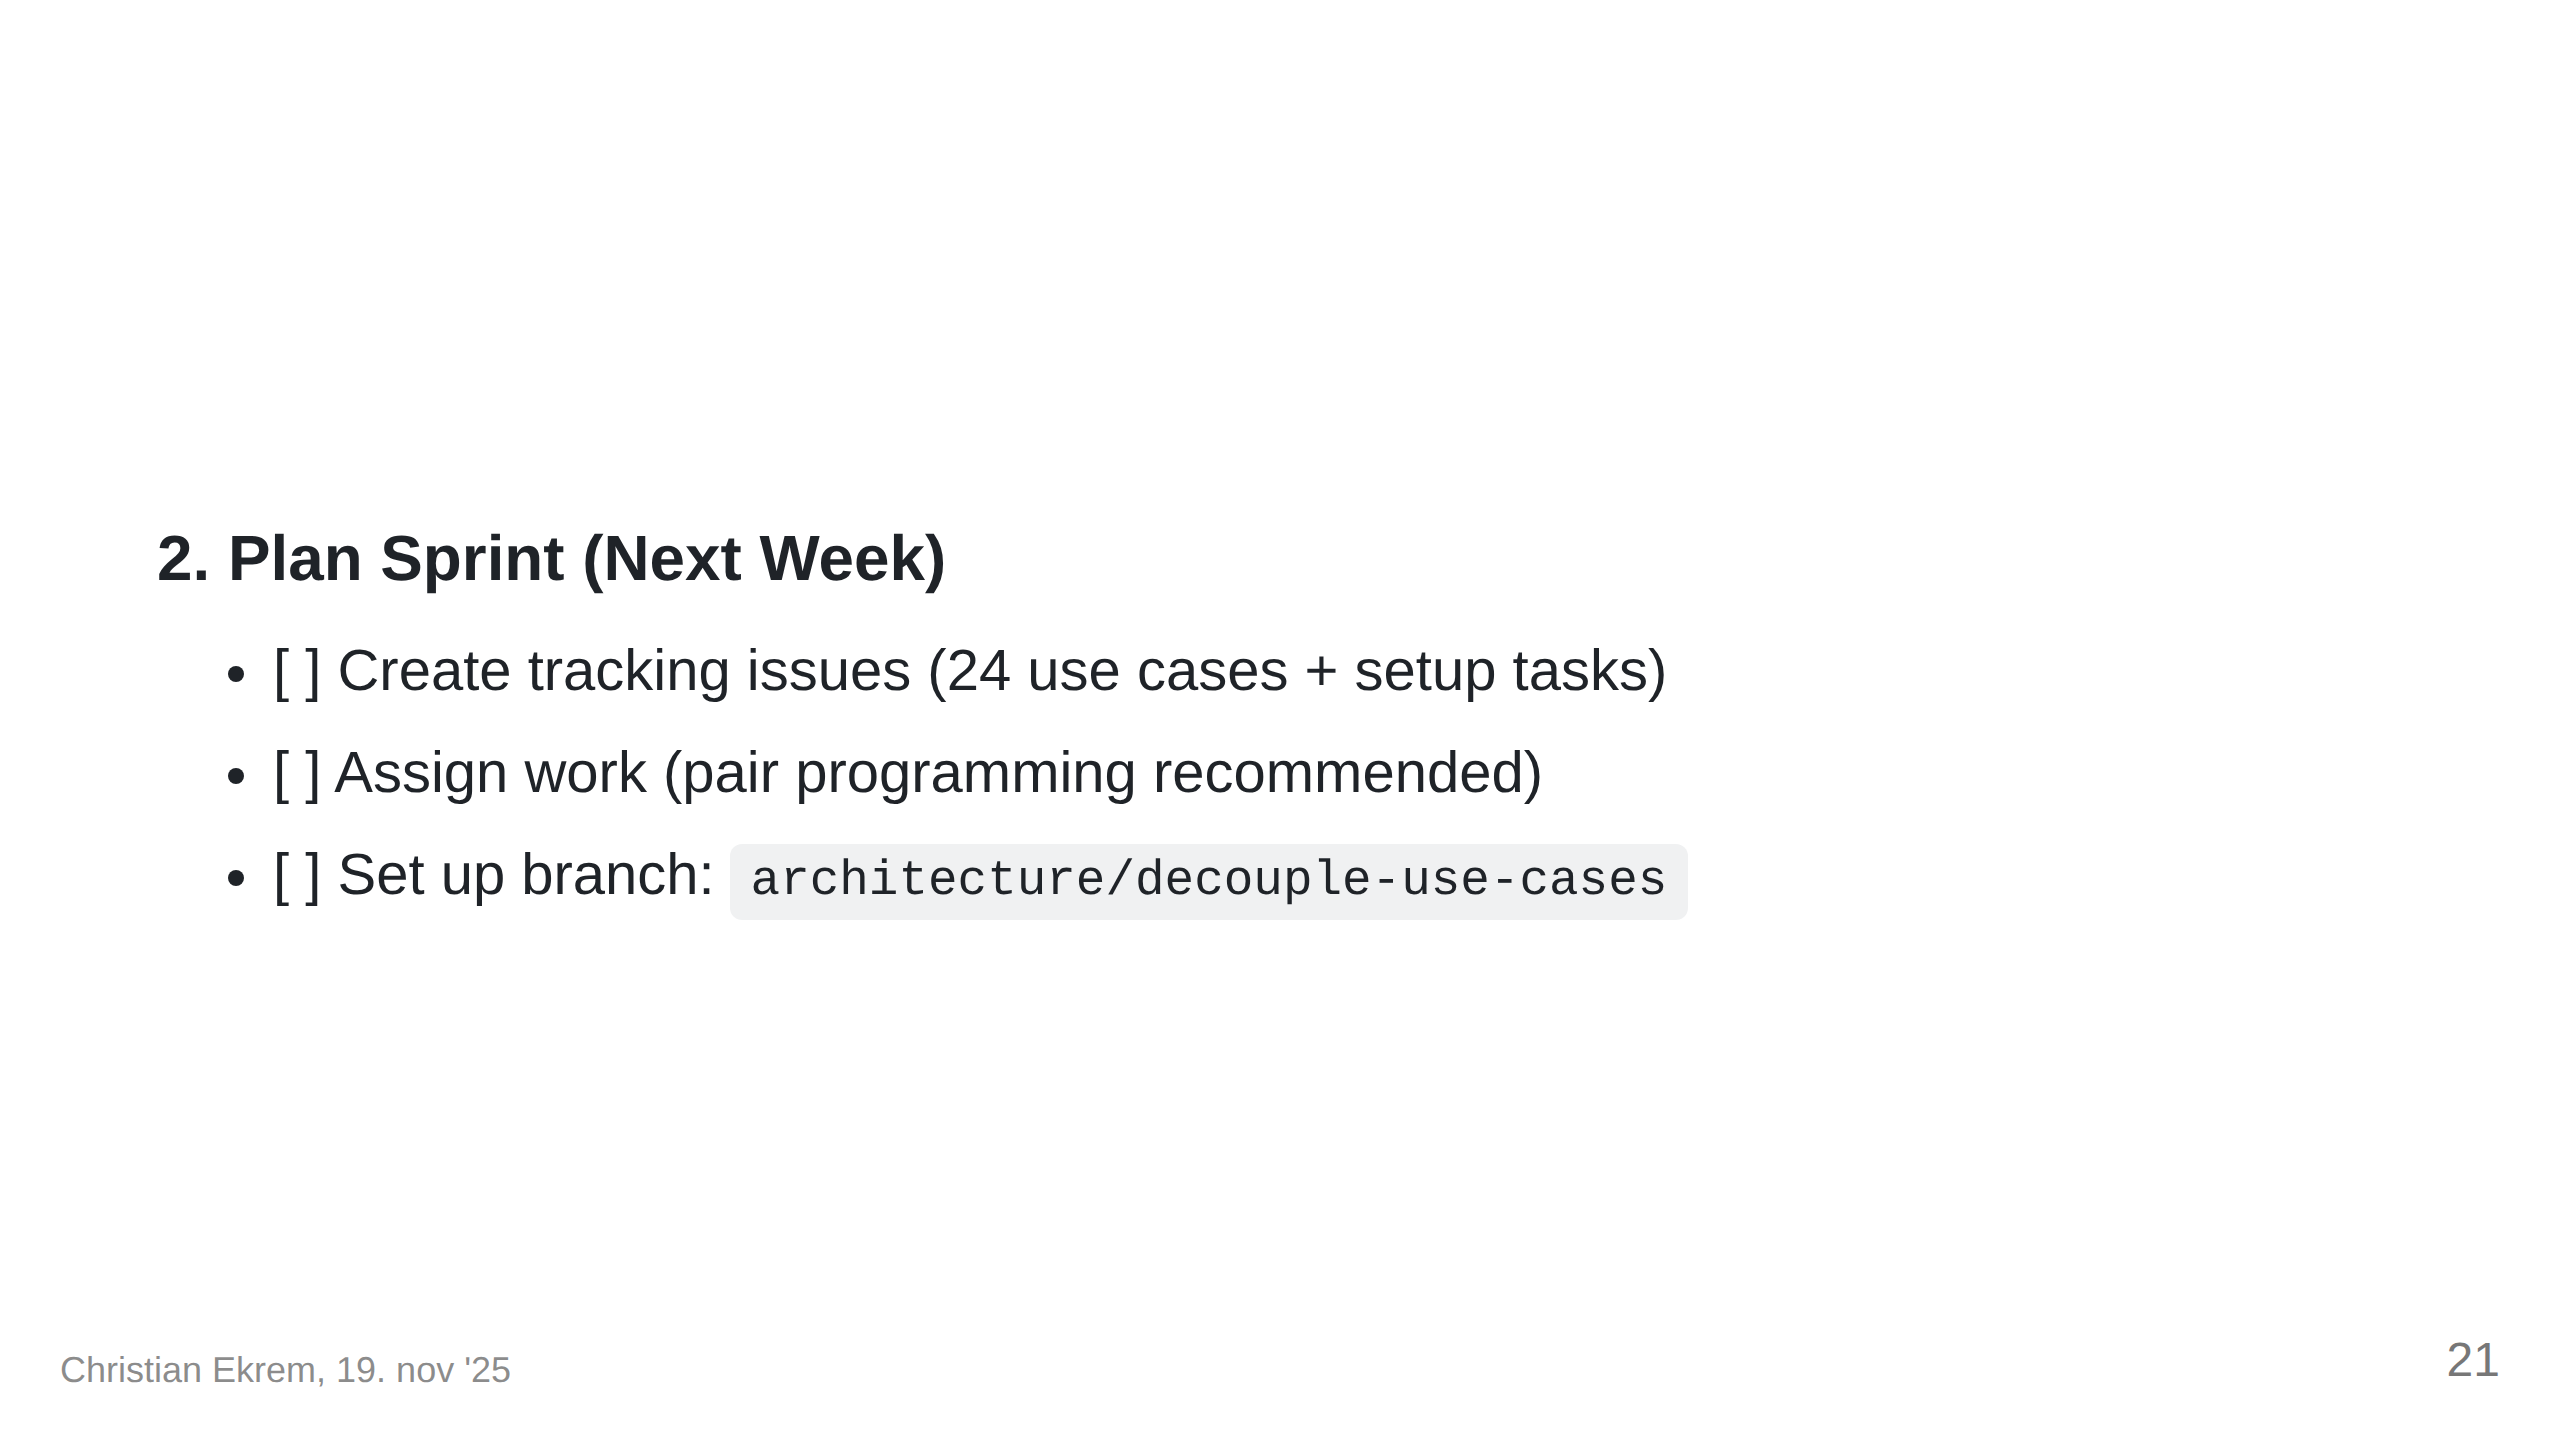 2. Plan Sprint (Next Week)
• [ ] Create tracking issues (24 use cases + setup tasks)
• [ ] Assign work (pair programming recommended)
• [ ] Set up branch: architecture/decouple-use-cases
Christian Ekrem, 19. nov '25
21